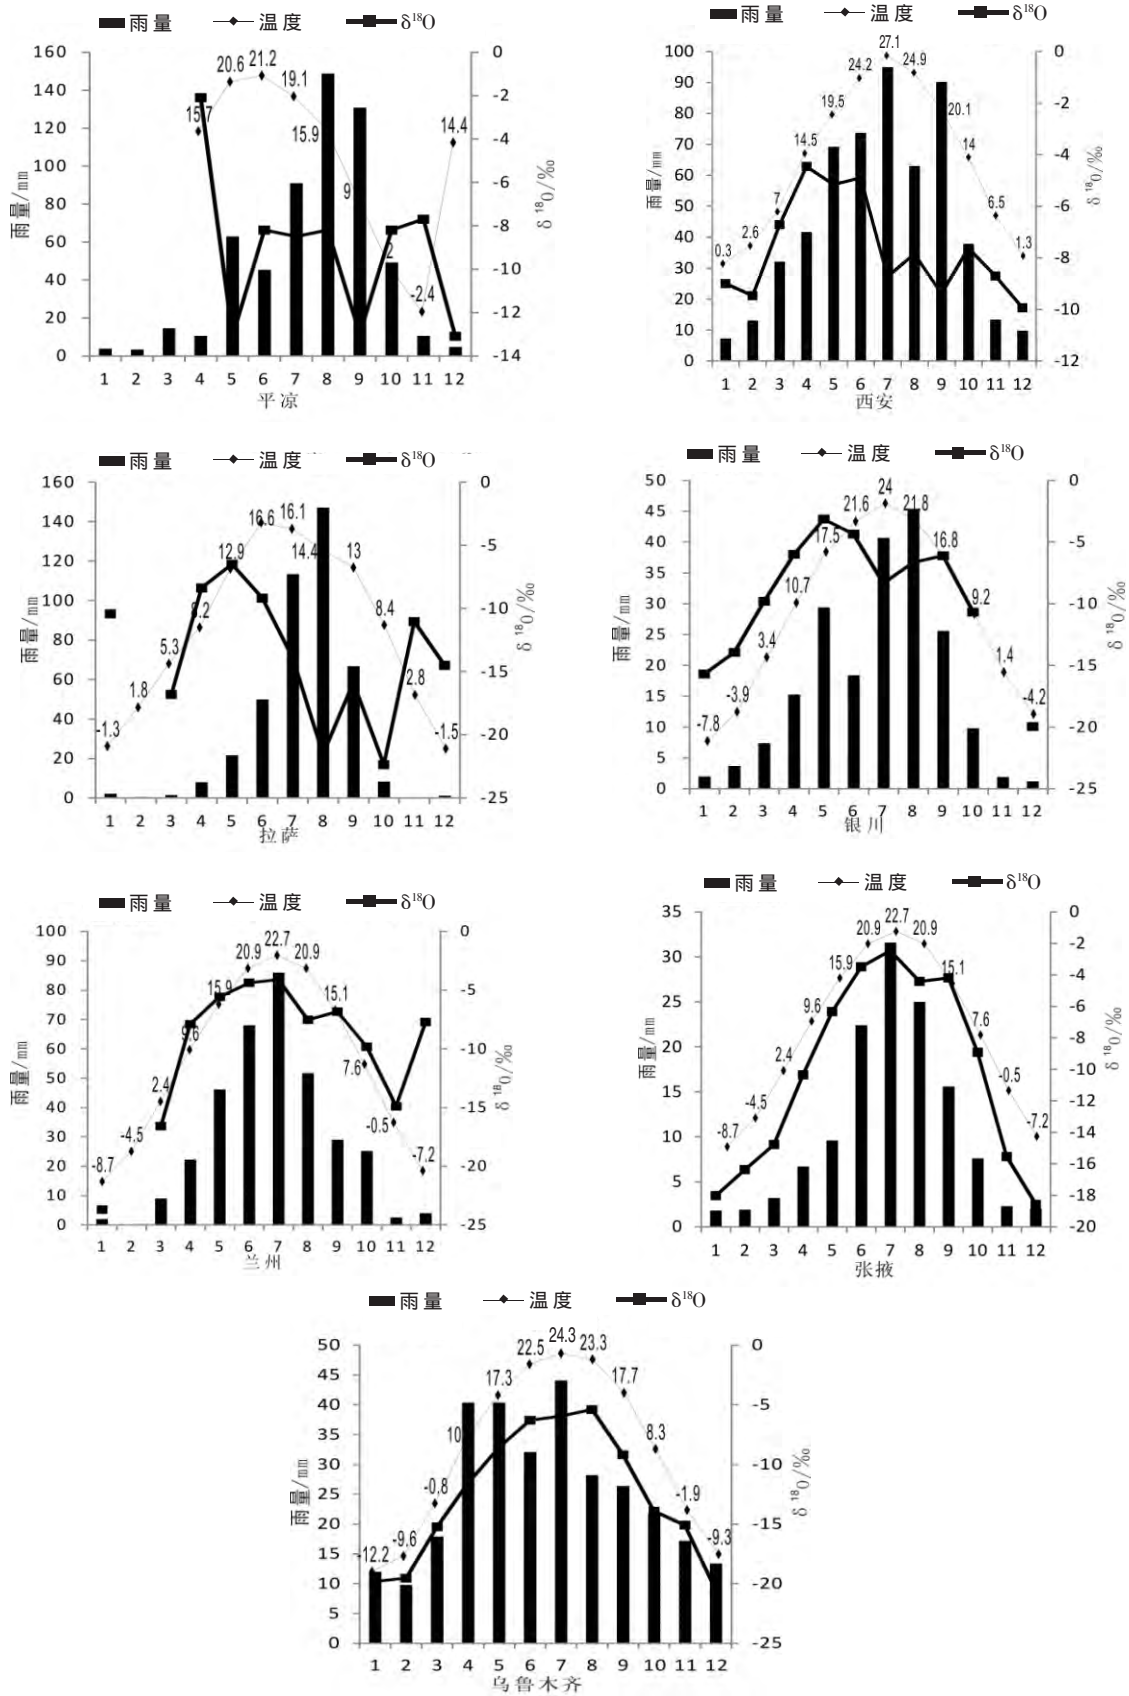 雨量 温度 δ¹⁸O
160 140 120 100 80 60 40 20 0
雨量/mm
15.7 20.6 21.2 19.1 15.9 9 2 -2.4 14.4
0 -2 -4 -6 -8 -10 -12 -14
δ ¹⁸O/‰
1 2 3 4 5 6 7 8 9 10 11 12
平凉
雨量 温度 δ¹⁸O
100 90 80 70 60 50 40 30 20 10 0
雨量/mm
0.3 2.6 7 14.5 19.5 24.2 27.1 24.9 20.1 14 6.5 1.3
0 -2 -4 -6 -8 -10 -12
δ ¹⁸O/‰
1 2 3 4 5 6 7 8 9 10 11 12
西安
雨量 温度 δ¹⁸O
160 140 120 100 80 60 40 20 0
雨量/mm
-1.3 1.8 5.3 8.2 12.9 16.6 16.1 14.4 13 8.4 2.8 -1.5
0 -5 -10 -15 -20 -25
δ ¹⁸O/‰
1 2 3 4 5 6 7 8 9 10 11 12
拉萨
雨量 温度 δ¹⁸O
50 45 40 35 30 25 20 15 10 5 0
雨量/mm
-7.8 -3.9 3.4 10.7 17.5 21.6 24 21.8 16.8 9.2 1.4 -4.2
0 -5 -10 -15 -20 -25
δ ¹⁸O/‰
1 2 3 4 5 6 7 8 9 10 11 12
银川
雨量 温度 δ¹⁸O
100 90 80 70 60 50 40 30 20 10 0
雨量/mm
-8.7 -4.5 2.4 9.6 15.9 20.9 22.7 20.9 15.1 7.6 -0.5 -7.2
0 -5 -10 -15 -20 -25
δ ¹⁸O/‰
1 2 3 4 5 6 7 8 9 10 11 12
兰州
雨量 温度 δ¹⁸O
35 30 25 20 15 10 5 0
雨量/mm
-8.7 -4.5 2.4 9.6 15.9 20.9 22.7 20.9 15.1 7.6 -0.5 -7.2
0 -2 -4 -6 -8 -10 -12 -14 -16 -18 -20
δ ¹⁸O/‰
1 2 3 4 5 6 7 8 9 10 11 12
张掖
雨量 温度 δ¹⁸O
50 45 40 35 30 25 20 15 10 5 0
雨量/mm
-12.2 -9.6 -0.8 10 17.3 22.5 24.3 23.3 17.7 8.3 -1.9 -9.3
0 -5 -10 -15 -20 -25
δ ¹⁸O/‰
1 2 3 4 5 6 7 8 9 10 11 12
乌鲁木齐